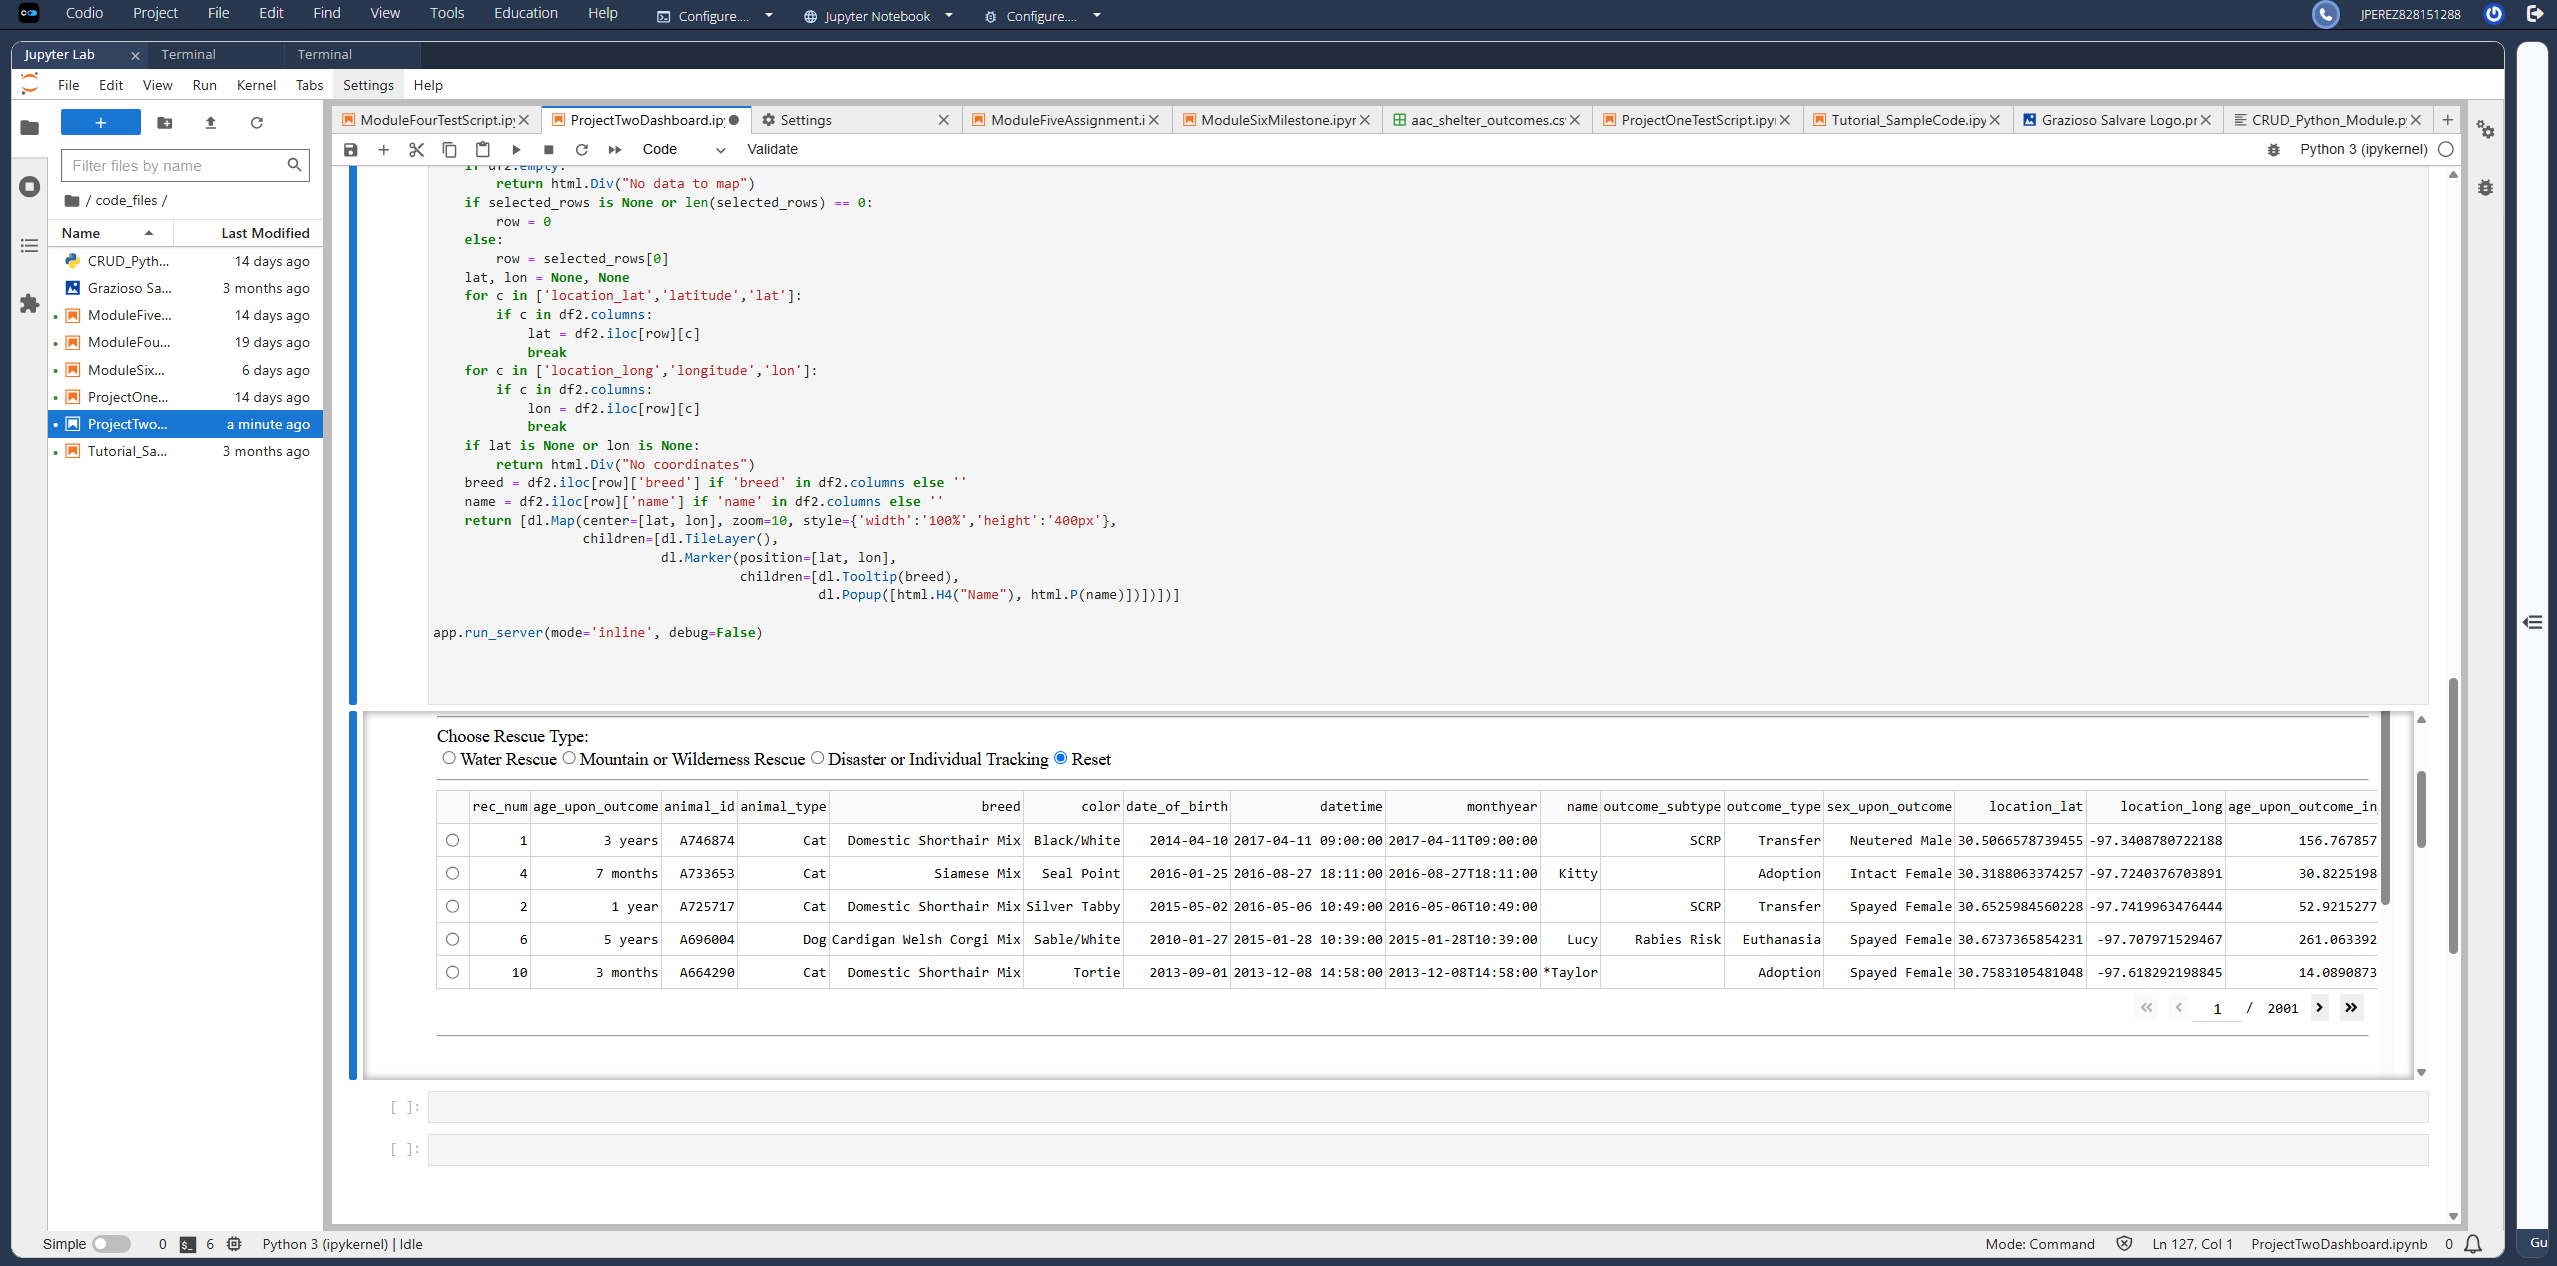 Codio Project File Edit Find View Tools Education Help Configure.... Jupyter Notebook Configure.... JPEREZ828151288
Jupyter Lab Terminal Terminal
File Edit View Run Kernel Tabs Settings Help
ModuleFourTestScript.ipy ProjectTwoDashboard.ip Settings ModuleFiveAssignment.i ModuleSixMilestone.ipyr aac_shelter_outcomes.cs ProjectOneTestScript.ipyi Tutorial_SampleCode.ipy Grazioso Salvare Logo.pr CRUD_Python_Module.p
Code Validate Python 3 (ipykernel)
Filter files by name
/ code_files /
Name Last Modified
CRUD_Pyth... 14 days ago
Grazioso Sa... 3 months ago
ModuleFive... 14 days ago
ModuleFou... 19 days ago
ModuleSix... 6 days ago
ProjectOne... 14 days ago
ProjectTwo... a minute ago
Tutorial_Sa... 3 months ago
if df2.empty:
return html.Div("No data to map")
if selected_rows is None or len(selected_rows) == 0:
row = 0
else:
row = selected_rows[0]
lat, lon = None, None
for c in ['location_lat','latitude','lat']:
if c in df2.columns:
lat = df2.iloc[row][c]
break
for c in ['location_long','longitude','lon']:
if c in df2.columns:
lon = df2.iloc[row][c]
break
if lat is None or lon is None:
return html.Div("No coordinates")
breed = df2.iloc[row]['breed'] if 'breed' in df2.columns else ''
name = df2.iloc[row]['name'] if 'name' in df2.columns else ''
return [dl.Map(center=[lat, lon], zoom=10, style={'width':'100%','height':'400px'},
children=[dl.TileLayer(),
dl.Marker(position=[lat, lon],
children=[dl.Tooltip(breed),
dl.Popup([html.H4("Name"), html.P(name)])])])]
app.run_server(mode='inline', debug=False)
Choose Rescue Type:
Water Rescue Mountain or Wilderness Rescue Disaster or Individual Tracking Reset
rec_num age_upon_outcome animal_id animal_type breed color date_of_birth datetime monthyear name outcome_subtype outcome_type sex_upon_outcome location_lat location_long age_upon_outcome_in
1 3 years A746874 Cat Domestic Shorthair Mix Black/White 2014-04-10 2017-04-11 09:00:00 2017-04-11T09:00:00 SCRP Transfer Neutered Male 30.5066578739455 -97.3408780722188 156.767857
4 7 months A733653 Cat Siamese Mix Seal Point 2016-01-25 2016-08-27 18:11:00 2016-08-27T18:11:00 Kitty Adoption Intact Female 30.3188063374257 -97.7240376703891 30.8225198
2 1 year A725717 Cat Domestic Shorthair Mix Silver Tabby 2015-05-02 2016-05-06 10:49:00 2016-05-06T10:49:00 SCRP Transfer Spayed Female 30.6525984560228 -97.7419963476444 52.9215277
6 5 years A696004 Dog Cardigan Welsh Corgi Mix Sable/White 2010-01-27 2015-01-28 10:39:00 2015-01-28T10:39:00 Lucy Rabies Risk Euthanasia Spayed Female 30.6737365854231 -97.707971529467 261.063392
10 3 months A664290 Cat Domestic Shorthair Mix Tortie 2013-09-01 2013-12-08 14:58:00 2013-12-08T14:58:00 *Taylor Adoption Spayed Female 30.7583105481048 -97.618292198845 14.0890873
1 / 2001
[ ]:
[ ]:
Simple 0 6 Python 3 (ipykernel) | Idle Mode: Command Ln 127, Col 1 ProjectTwoDashboard.ipynb 0 Gu